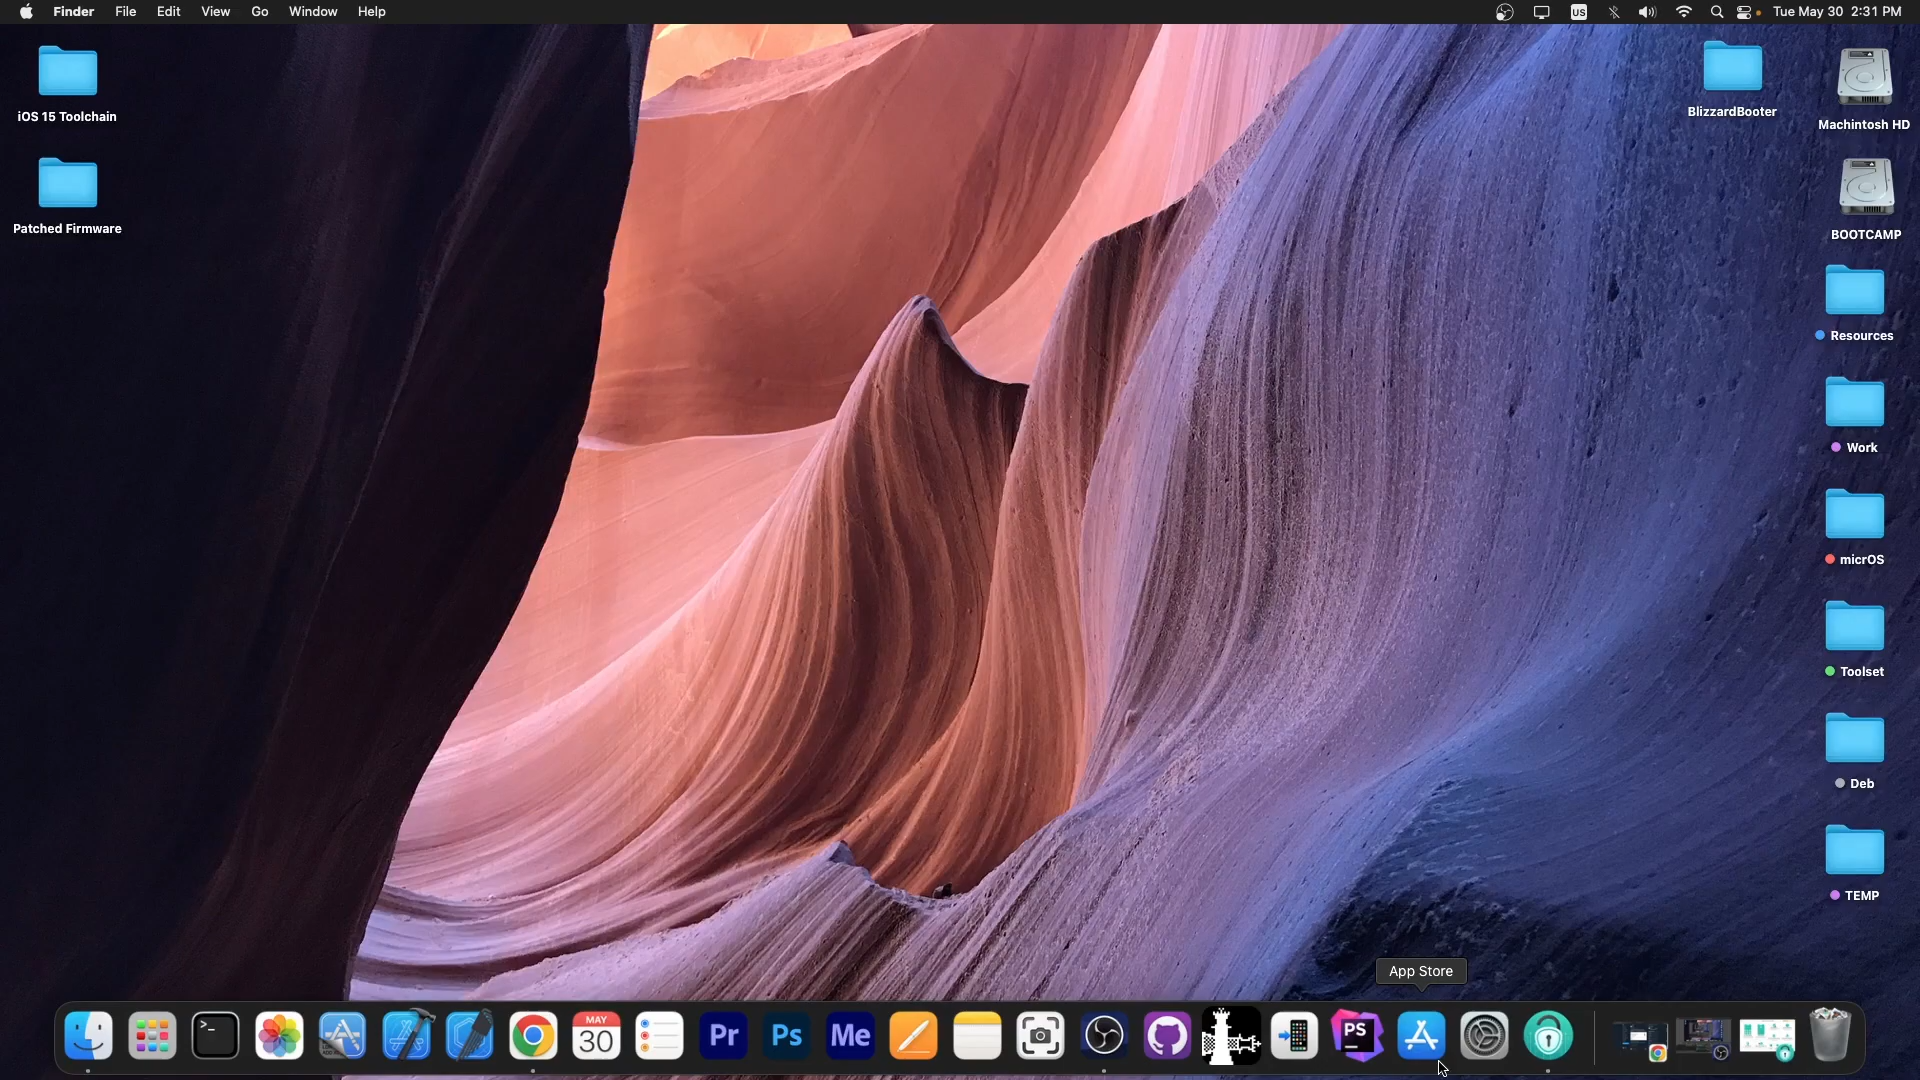 Finder File Edit View Go Window Help
US
Tue May 30 2:31 PM
iOS 15 Toolchain
Patched Firmware
BlizzardBooter
Machintosh HD
BOOTCAMP
Resources
Work
micrOS
Toolset
Deb
TEMP
App Store
>_
MAY
30
Pr
Ps
Me
PS